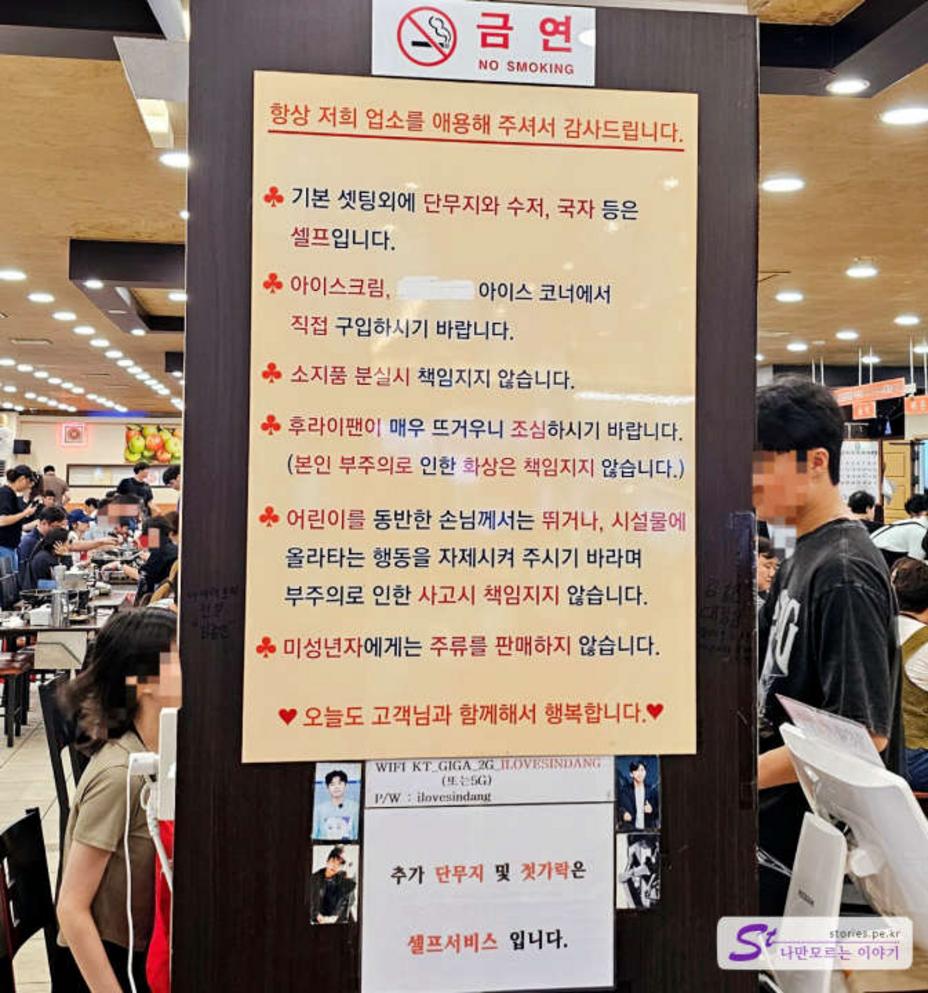 금 연
NO SMOKING
항상 저희 업소를 애용해 주셔서 감사드립니다.
♣ 기본 셋팅외에 단무지와 수저, 국자 등은
셀프입니다.
♣ 아이스크림, 아이스 코너에서
직접 구입하시기 바랍니다.
♣ 소지품 분실시 책임지지 않습니다.
♣ 후라이팬이 매우 뜨거우니 조심하시기 바랍니다.
(본인 부주의로 인한 화상은 책임지지 않습니다.)
♣ 어린이를 동반한 손님께서는 뛰거나, 시설물에
올라타는 행동을 자제시켜 주시기 바라며
부주의로 인한 사고시 책임지지 않습니다.
♣ 미성년자에게는 주류를 판매하지 않습니다.
♥ 오늘도 고객님과 함께해서 행복합니다.♥
WIFI KT_GIGA_2G_ILOVESINDANG
(또는5G)
P/W : ilovesindang
추가 단무지 및 젓가락은
셀프서비스 입니다.
St
stories.pe.kr
나만모르는 이야기